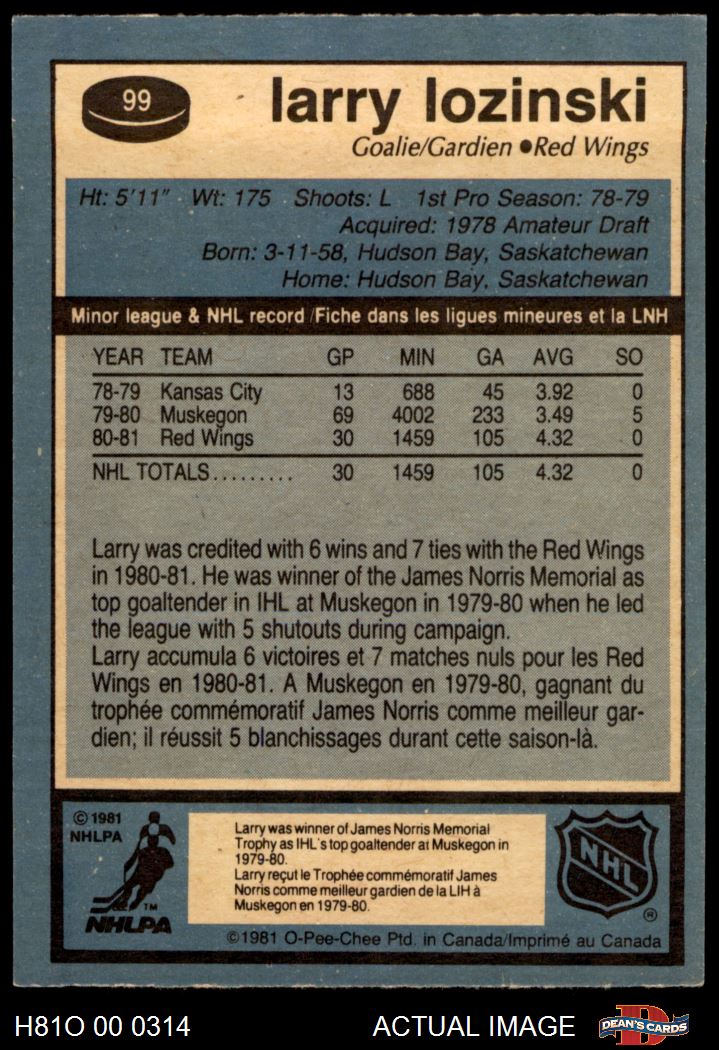 99
larry lozinski
Goalie/Gardien ● Red Wings
Ht: 5'11" Wt: 175 Shoots: L 1st Pro Season: 78-79
Acquired: 1978 Amateur Draft
Born: 3-11-58, Hudson Bay, Saskatchewan
Home: Hudson Bay, Saskatchewan
Minor league & NHL record /Fiche dans les ligues mineures et la LNH
YEAR TEAM GP MIN GA AVG SO
78-79 Kansas City 13 688 45 3.92 0
79-80 Muskegon 69 4002 233 3.49 5
80-81 Red Wings 30 1459 105 4.32 0
NHL TOTALS......... 30 1459 105 4.32 0
Larry was credited with 6 wins and 7 ties with the Red Wings
in 1980-81. He was winner of the James Norris Memorial as
top goaltender in IHL at Muskegon in 1979-80 when he led
the league with 5 shutouts during campaign.
Larry accumula 6 victoires et 7 matches nuls pour les Red
Wings en 1980-81. A Muskegon en 1979-80, gagnant du
trophée commémoratif James Norris comme meilleur gar-
dien; il réussit 5 blanchissages durant cette saison-là.
© 1981
NHLPA
TM
NHLPA
Larry was winner of James Norris Memorial
Trophy as IHL's top goaltender at Muskegon in
1979-80.
Larry reçut le Trophée commémoratif James
Norris comme meilleur gardien de la LIH à
Muskegon en 1979-80.
NHL
®
©1981 O-Pee-Chee Ptd. in Canada/Imprimé au Canada
H81O 00 0314 ACTUAL IMAGE
D
DEAN'S CARDS